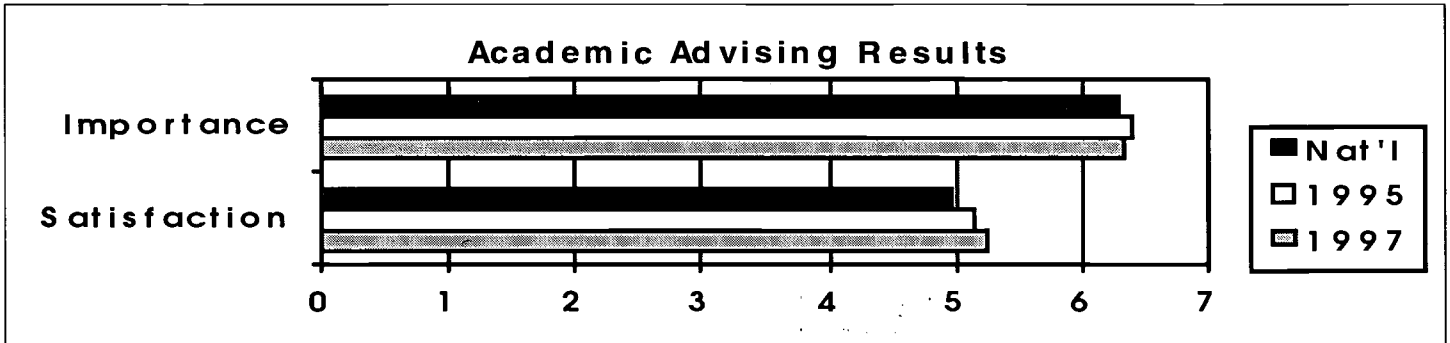 Academic Advising Results
Importance
Satisfaction
0 1 2 3 4 5 6 7
Nat'l
1995
1997